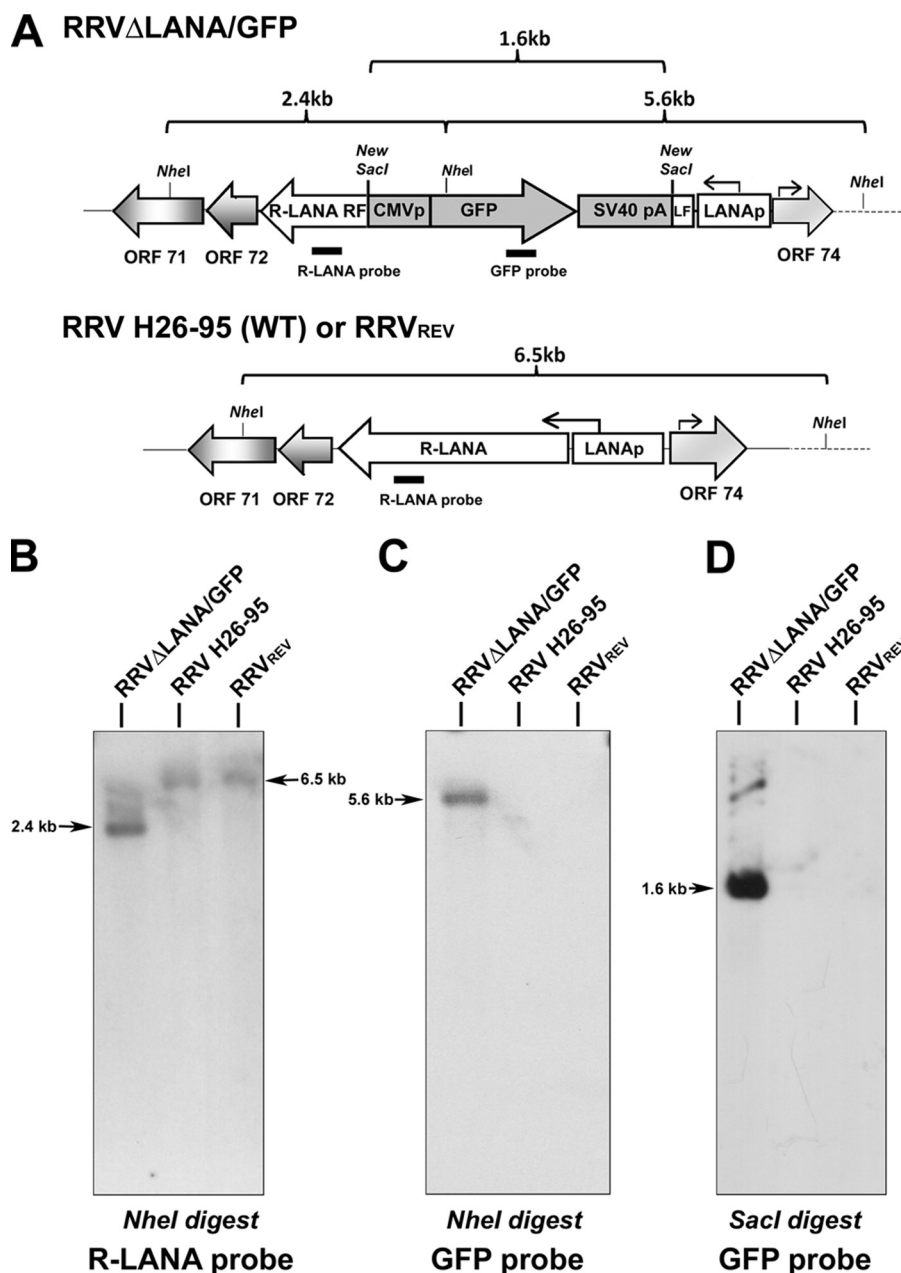 A RRVΔLANA/GFP
1.6kb
2.4kb 5.6kb
NheI New SacI NheI New SacI NheI
R-LANA RF CMVp GFP SV40 pA LF LANAp
ORF 71 ORF 72 R-LANA probe GFP probe ORF 74
RRV H26-95 (WT) or RRVREV
6.5kb
NheI NheI
R-LANA LANAp
ORF 71 ORF 72 R-LANA probe ORF 74
B
RRVΔLANA/GFP
RRV H26-95
RRVREV
2.4 kb
6.5 kb
NheI digest
R-LANA probe
C
RRVΔLANA/GFP
RRV H26-95
RRVREV
5.6 kb
NheI digest
GFP probe
D
RRVΔLANA/GFP
RRV H26-95
RRVREV
1.6 kb
SacI digest
GFP probe